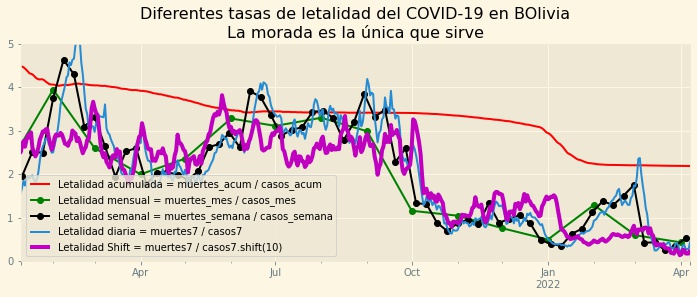 Diferentes tasas de letalidad del COVID-19 en BOlivia
La morada es la única que sirve
5
4
3
2
1
0
Letalidad acumulada = muertes_acum / casos_acum
Letalidad mensual = muertes_mes / casos_mes
Letalidad semanal = muertes_semana / casos_semana
Letalidad diaria = muertes7 / casos7
Letalidad Shift = muertes7 / casos7.shift(10)
Apr
Jul
Oct
Jan
2022
Apr